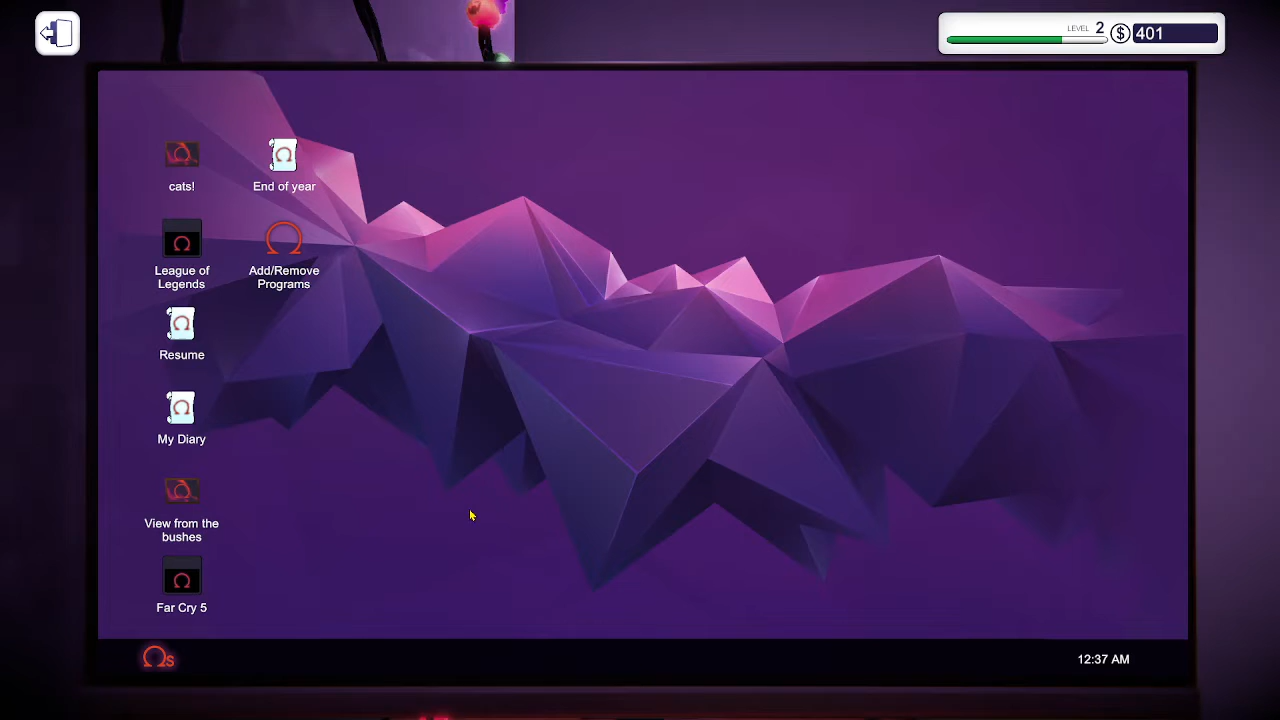 LEVEL 2
$ 401
cats!
End of year
League of
Legends
Add/Remove
Programs
Resume
My Diary
View from the
bushes
Far Cry 5
Ωs
12:37 AM